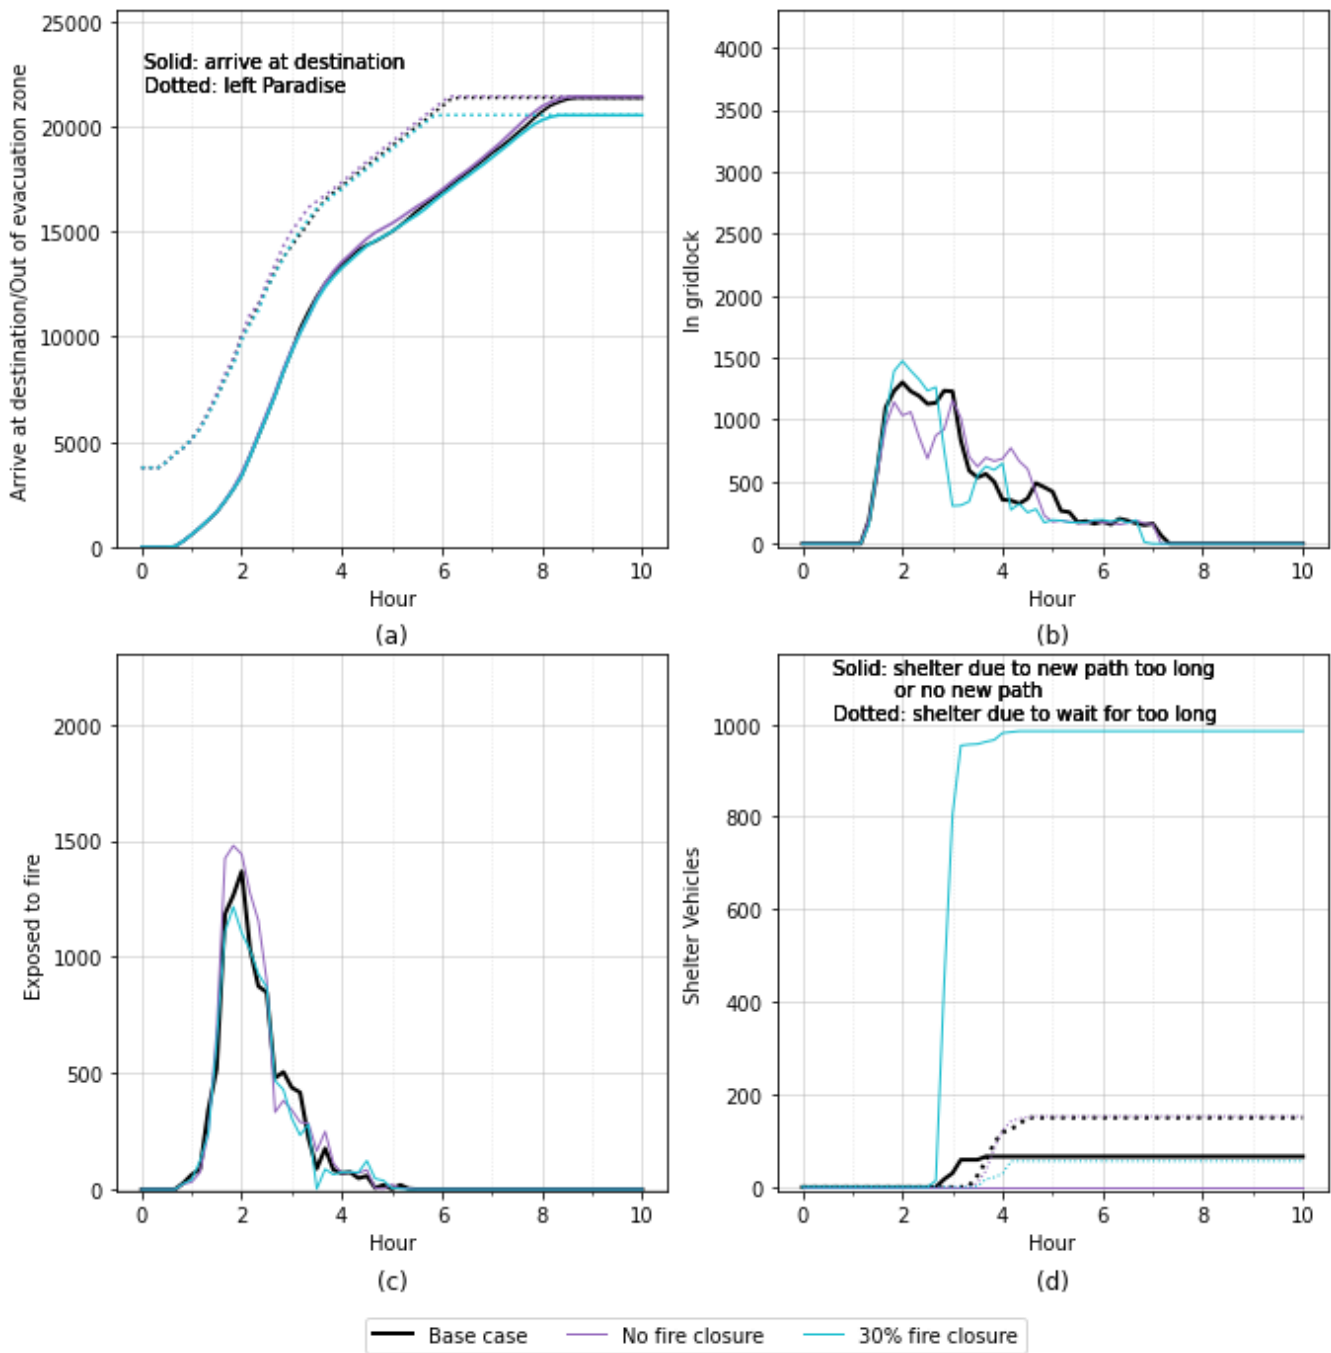 25000
20000
15000
10000
5000
0
Arrive at destination/Out of evacuation zone
Solid: arrive at destination
Dotted: left Paradise
0 2 4 6 8 10
Hour
(a)
4000
3500
3000
2500
2000
1500
1000
500
0
In gridlock
0 2 4 6 8 10
Hour
(b)
2000
1500
1000
500
0
Exposed to fire
0 2 4 6 8 10
Hour
(c)
Solid: shelter due to new path too long
or no new path
Dotted: shelter due to wait for too long
1000
800
600
400
200
0
Shelter Vehicles
0 2 4 6 8 10
Hour
(d)
Base case No fire closure 30% fire closure